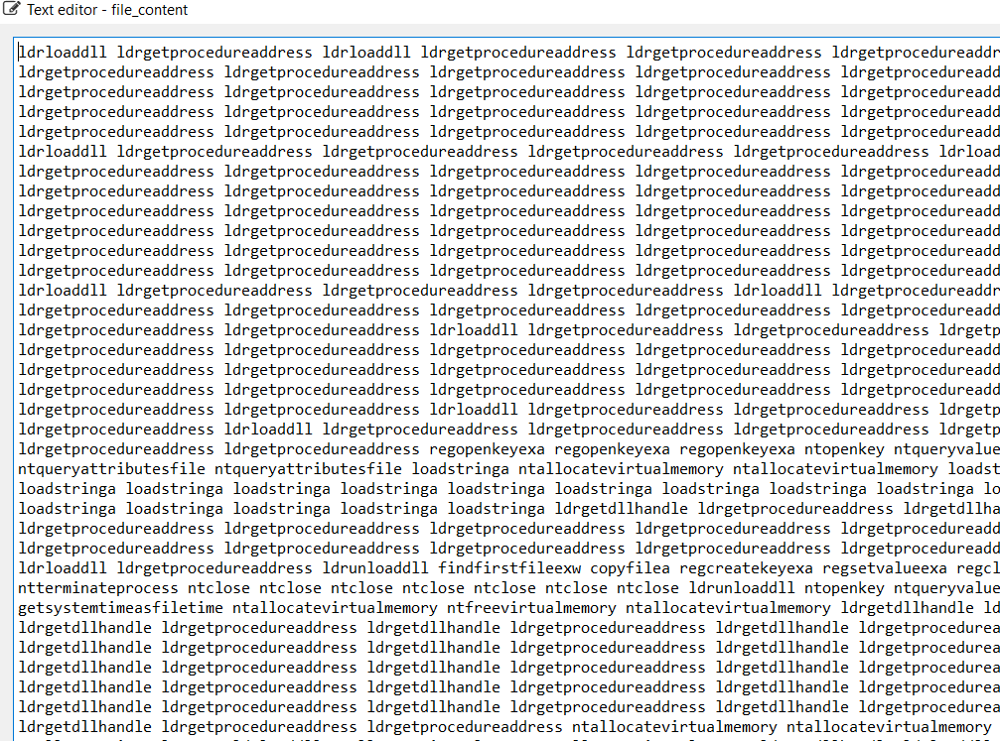 Text editor - file_content
ldrloaddll ldrgetprocedureaddress ldrloaddll ldrgetprocedureaddress ldrgetprocedureaddress ldrgetprocedureaddr
ldrgetprocedureaddress ldrgetprocedureaddress ldrgetprocedureaddress ldrgetprocedureaddress ldrgetprocedureadd
ldrgetprocedureaddress ldrgetprocedureaddress ldrgetprocedureaddress ldrgetprocedureaddress ldrgetprocedureadd
ldrgetprocedureaddress ldrgetprocedureaddress ldrgetprocedureaddress ldrgetprocedureaddress ldrgetprocedureadd
ldrgetprocedureaddress ldrgetprocedureaddress ldrgetprocedureaddress ldrgetprocedureaddress ldrgetprocedureadd
ldrloaddll ldrgetprocedureaddress ldrgetprocedureaddress ldrgetprocedureaddress ldrgetprocedureaddress ldrload
ldrgetprocedureaddress ldrgetprocedureaddress ldrgetprocedureaddress ldrgetprocedureaddress ldrgetprocedureadd
ldrgetprocedureaddress ldrgetprocedureaddress ldrgetprocedureaddress ldrgetprocedureaddress ldrgetprocedureadd
ldrgetprocedureaddress ldrgetprocedureaddress ldrgetprocedureaddress ldrgetprocedureaddress ldrgetprocedureadd
ldrgetprocedureaddress ldrgetprocedureaddress ldrgetprocedureaddress ldrgetprocedureaddress ldrgetprocedureadd
ldrgetprocedureaddress ldrgetprocedureaddress ldrgetprocedureaddress ldrgetprocedureaddress ldrgetprocedureadd
ldrgetprocedureaddress ldrgetprocedureaddress ldrgetprocedureaddress ldrgetprocedureaddress ldrgetprocedureadd
ldrloaddll ldrgetprocedureaddress ldrgetprocedureaddress ldrgetprocedureaddress ldrloaddll ldrgetprocedureaddr
ldrgetprocedureaddress ldrgetprocedureaddress ldrgetprocedureaddress ldrgetprocedureaddress ldrgetprocedureadd
ldrgetprocedureaddress ldrgetprocedureaddress ldrloaddll ldrgetprocedureaddress ldrgetprocedureaddress ldrgetp
ldrgetprocedureaddress ldrgetprocedureaddress ldrgetprocedureaddress ldrgetprocedureaddress ldrgetprocedureadd
ldrgetprocedureaddress ldrgetprocedureaddress ldrgetprocedureaddress ldrgetprocedureaddress ldrgetprocedureadd
ldrgetprocedureaddress ldrgetprocedureaddress ldrgetprocedureaddress ldrgetprocedureaddress ldrgetprocedureadd
ldrgetprocedureaddress ldrgetprocedureaddress ldrloaddll ldrgetprocedureaddress ldrgetprocedureaddress ldrgetp
ldrgetprocedureaddress ldrloaddll ldrgetprocedureaddress ldrgetprocedureaddress ldrgetprocedureaddress ldrgetp
ldrgetprocedureaddress ldrgetprocedureaddress regopenkeyexa regopenkeyexa regopenkeyexa ntopenkey ntqueryvalue
ntqueryattributesfile ntqueryattributesfile loadstringa ntallocatevirtualmemory ntallocatevirtualmemory loadst
loadstringa loadstringa loadstringa loadstringa loadstringa loadstringa loadstringa loadstringa loadstringa lo
loadstringa loadstringa loadstringa loadstringa loadstringa ldrgetdllhandle ldrgetprocedureaddress ldrgetdllha
ldrgetprocedureaddress ldrgetprocedureaddress ldrgetprocedureaddress ldrgetprocedureaddress ldrgetprocedureadd
ldrgetprocedureaddress ldrgetprocedureaddress ldrgetprocedureaddress ldrgetprocedureaddress ldrgetprocedureadd
ldrloaddll ldrgetprocedureaddress ldrunloaddll findfirstfileexw copyfilea regcreatekeyexa regsetvalueexa regcl
ntterminateprocess ntclose ntclose ntclose ntclose ntclose ntclose ntclose ldrunloaddll ntopenkey ntqueryvalue
getsystemtimeasfiletime ntallocatevirtualmemory ntfreevirtualmemory ntallocatevirtualmemory ldrgetdllhandle ld
ldrgetdllhandle ldrgetprocedureaddress ldrgetdllhandle ldrgetprocedureaddress ldrgetdllhandle ldrgetprocedurea
ldrgetdllhandle ldrgetprocedureaddress ldrgetdllhandle ldrgetprocedureaddress ldrgetdllhandle ldrgetprocedurea
ldrgetdllhandle ldrgetprocedureaddress ldrgetdllhandle ldrgetprocedureaddress ldrgetdllhandle ldrgetprocedurea
ldrgetdllhandle ldrgetprocedureaddress ldrgetdllhandle ldrgetprocedureaddress ldrgetdllhandle ldrgetprocedurea
ldrgetdllhandle ldrgetprocedureaddress ldrgetdllhandle ldrgetprocedureaddress ldrgetdllhandle ldrgetprocedurea
ldrgetdllhandle ldrgetprocedureaddress ldrgetprocedureaddress ntallocatevirtualmemory ntallocatevirtualmemory